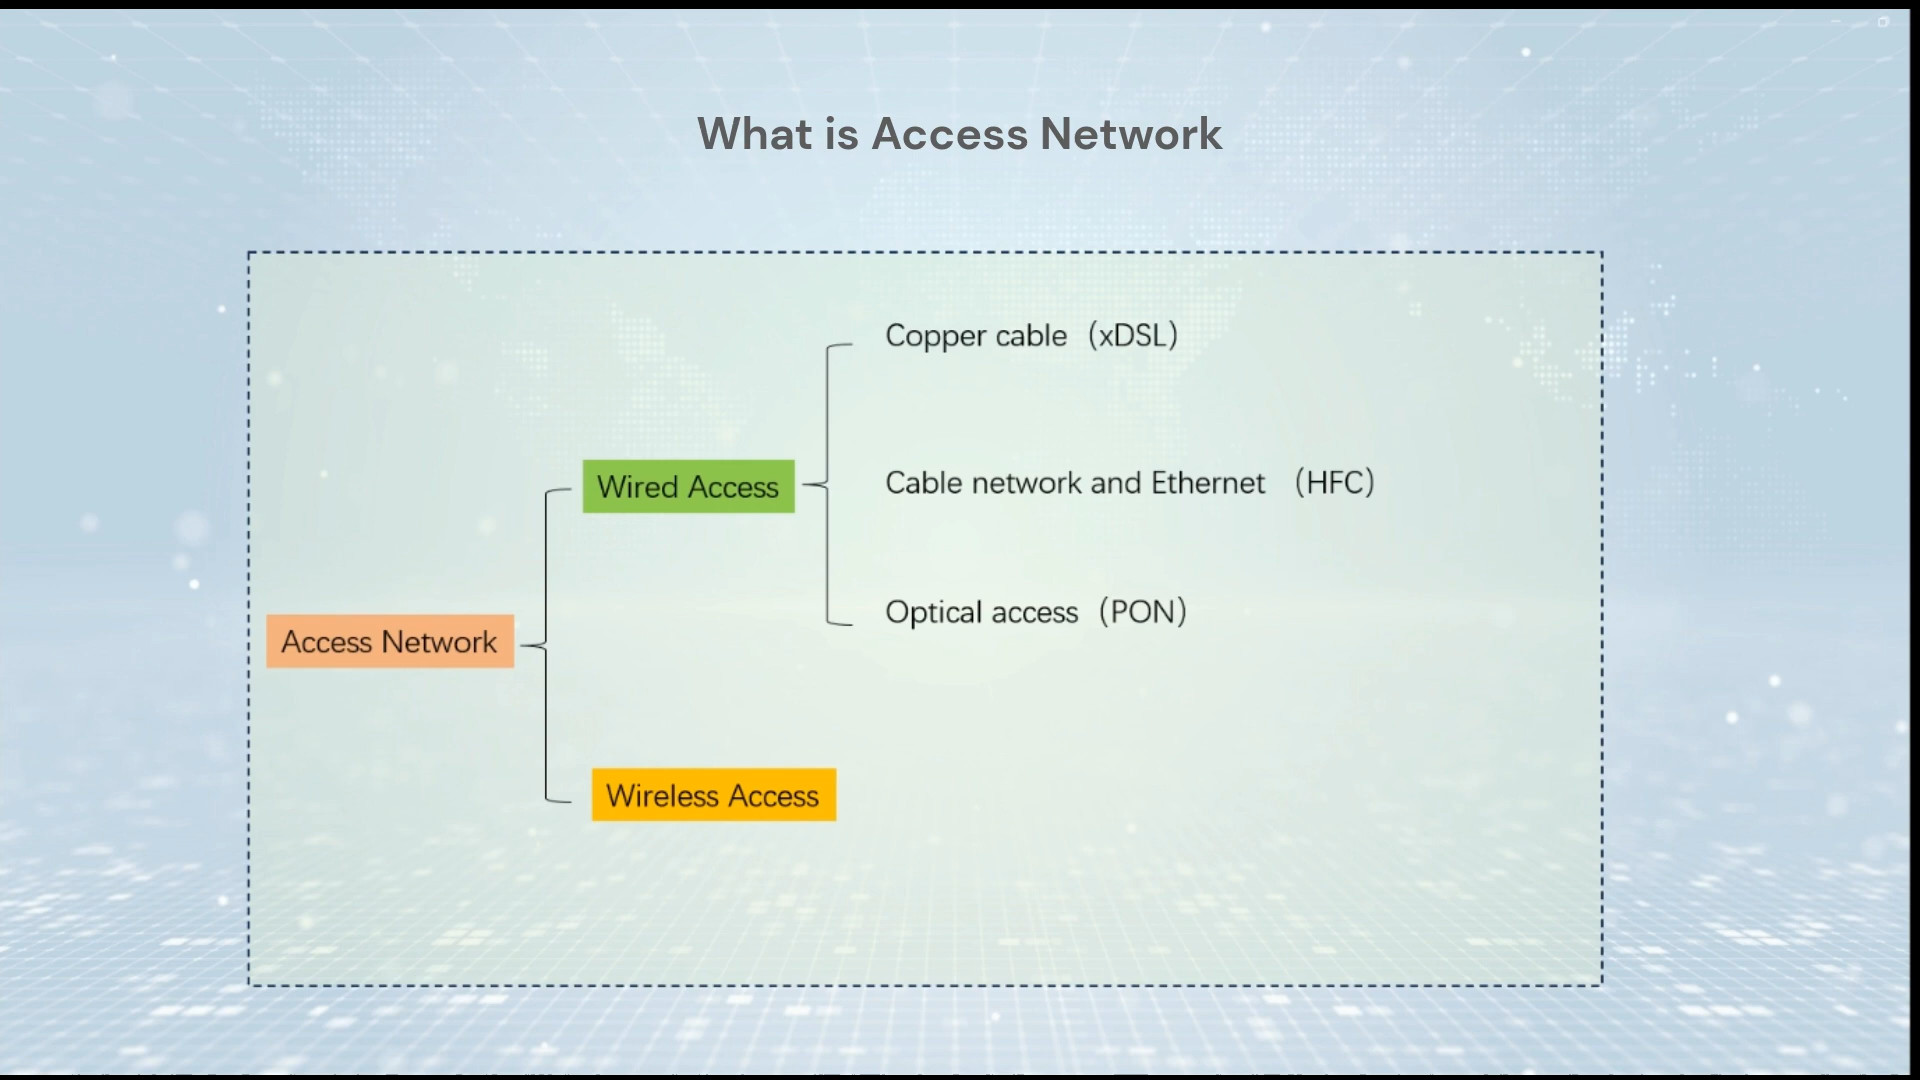 What is Access Network
Copper cable（xDSL）
Wired Access
Cable network and Ethernet （HFC）
Optical access（PON）
Access Network
Wireless Access